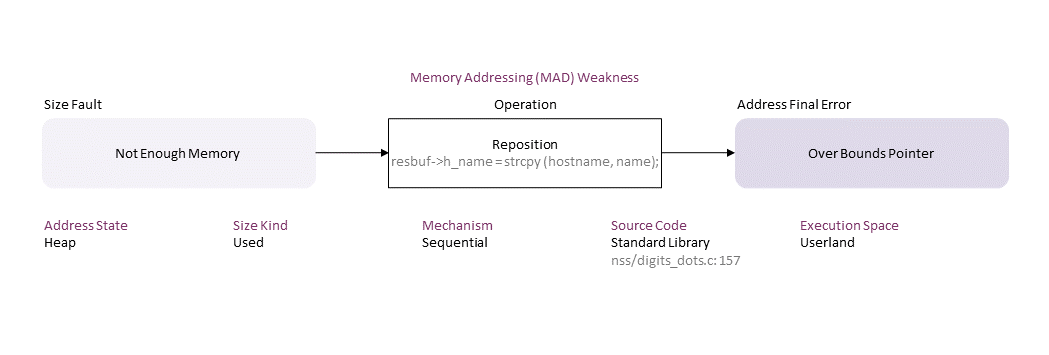 Memory Addressing (MAD) Weakness
Size Fault
Operation
Address Final Error
Not Enough Memory
Reposition
resbuf->h_name = strcpy (hostname, name);
Over Bounds Pointer
Address State
Heap
Size Kind
Used
Mechanism
Sequential
Source Code
Standard Library
nss/digits_dots.c: 157
Execution Space
Userland